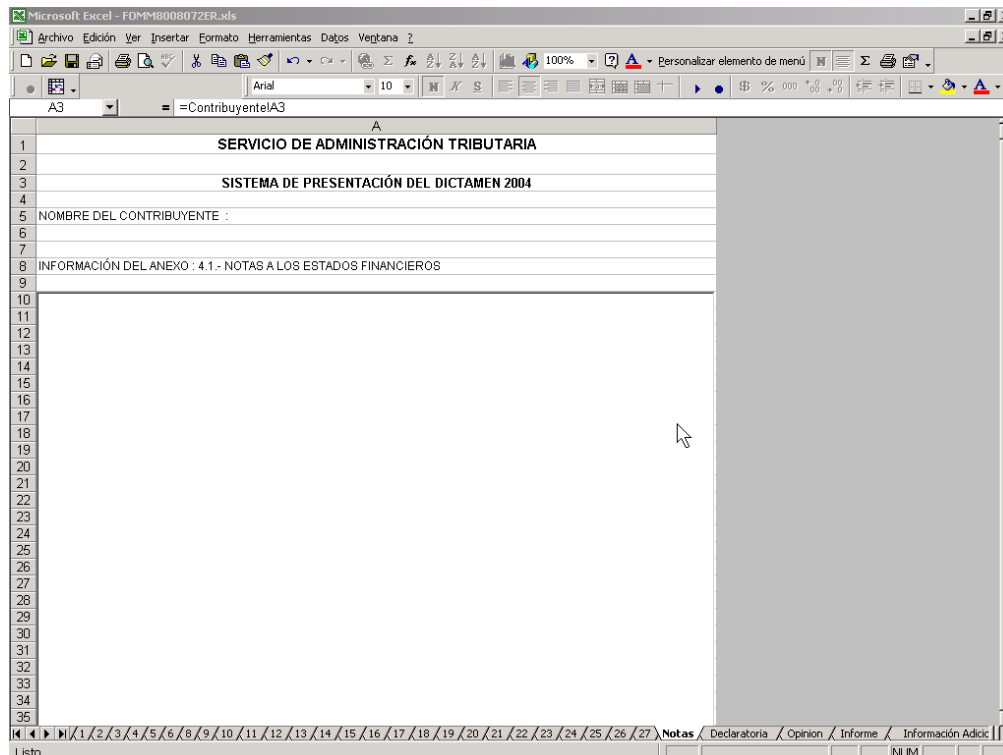 Microsoft Excel - FOMM8008072ER.xls
Archivo Edición Ver Insertar Formato Herramientas Datos Ventana ?
100% Personalizar elemento de menú N Σ
Arial 10 N K S $ % 000
A3 = =Contribuyente!A3
A
1 SERVICIO DE ADMINISTRACIÓN TRIBUTARIA
2
3 SISTEMA DE PRESENTACIÓN DEL DICTAMEN 2004
4
5 NOMBRE DEL CONTRIBUYENTE :
6
7
8 INFORMACIÓN DEL ANEXO : 4.1.- NOTAS A LOS ESTADOS FINANCIEROS
9
10
11
12
13
14
15
16
17
18
19
20
21
22
23
24
25
26
27
28
29
30
31
32
33
34
35
1 / 2 / 3 / 4 / 5 / 6 / 8 / 9 / 10 / 11 / 12 / 13 / 14 / 15 / 16 / 17 / 18 / 19 / 20 / 21 / 22 / 23 / 24 / 25 / 26 / 27 \ Notas / Declaratoria / Opinion / Informe / Información Adicic
Listo NUM